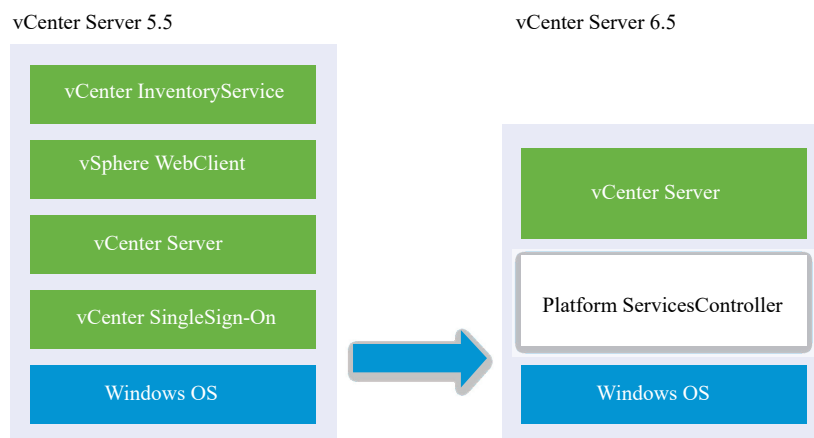 vCenter Server 5.5
vCenter InventoryService
vSphere WebClient
vCenter Server
vCenter SingleSign-On
Windows OS
vCenter Server 6.5
vCenter Server
Platform ServicesController
Windows OS